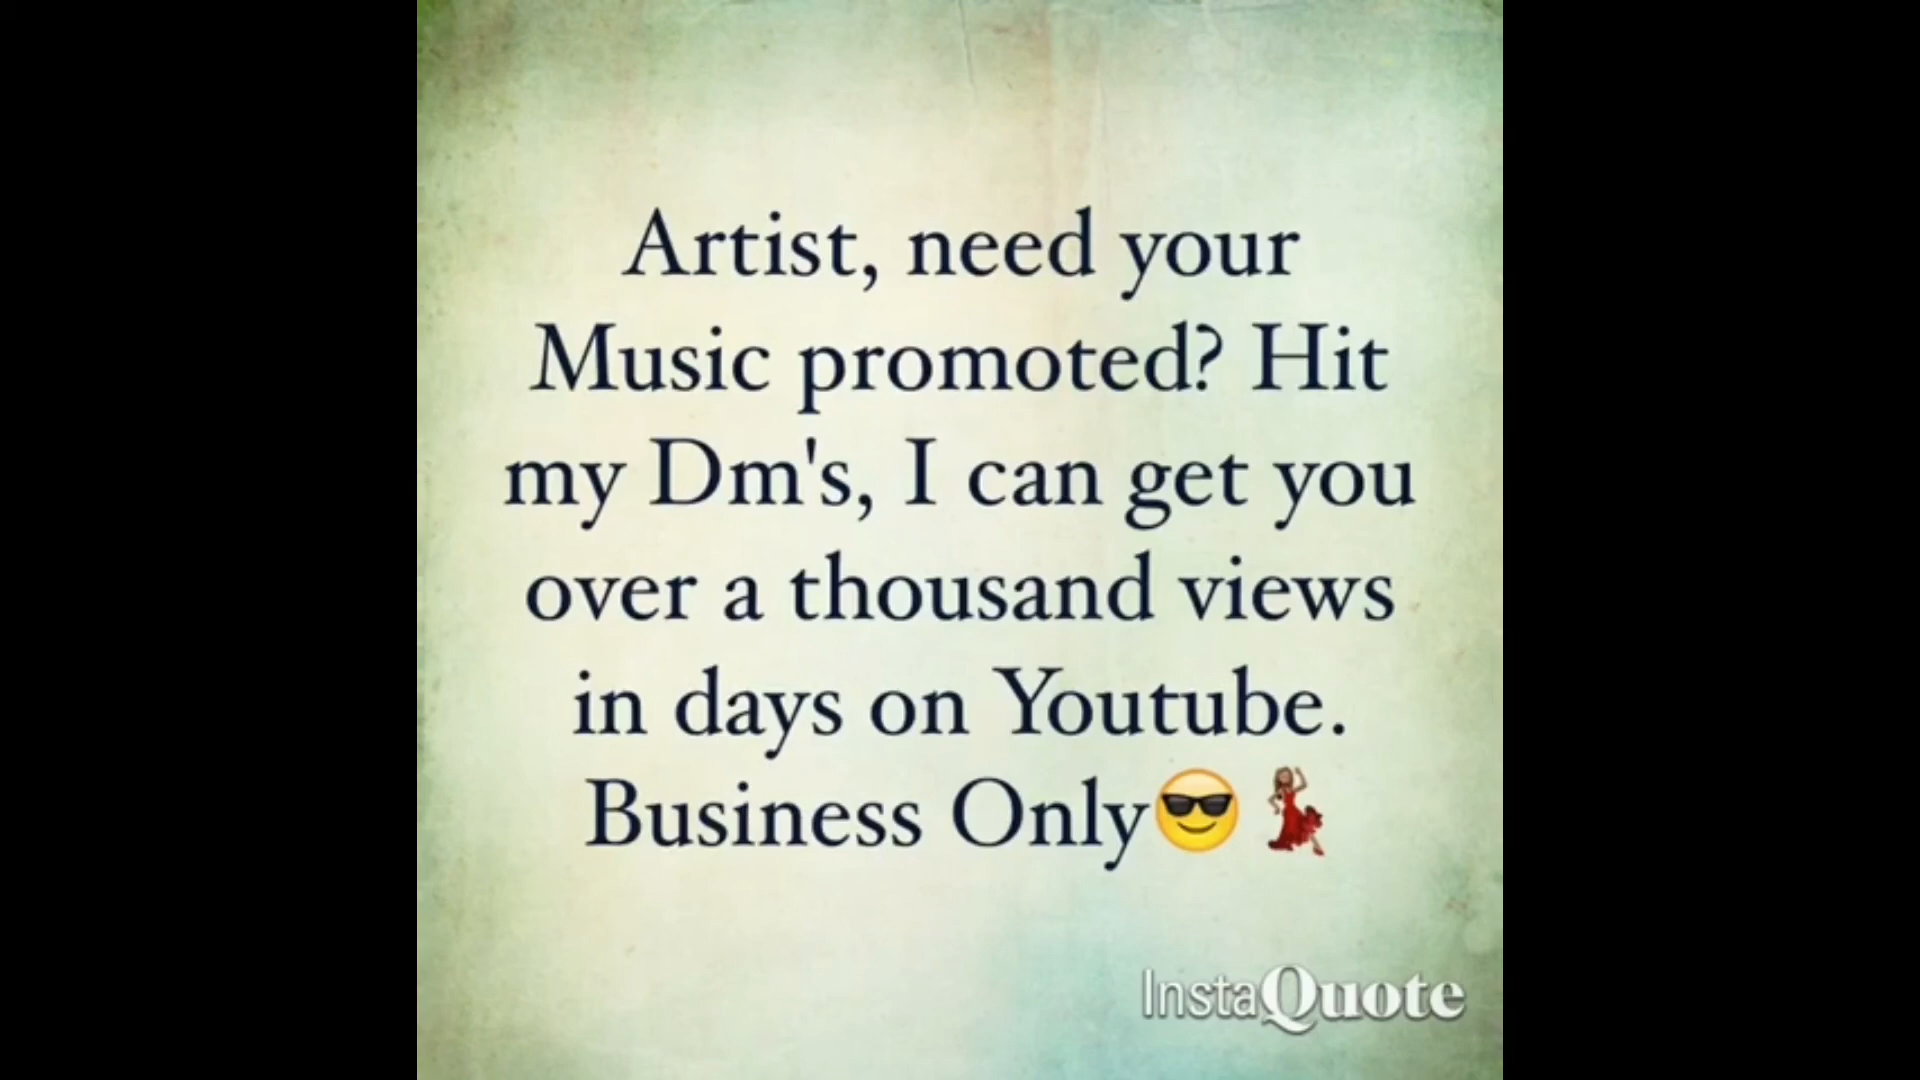 Artist, need your
Music promoted? Hit
my Dm's, I can get you
over a thousand views
in days on Youtube.
Business Only😎💃
InstaQuote